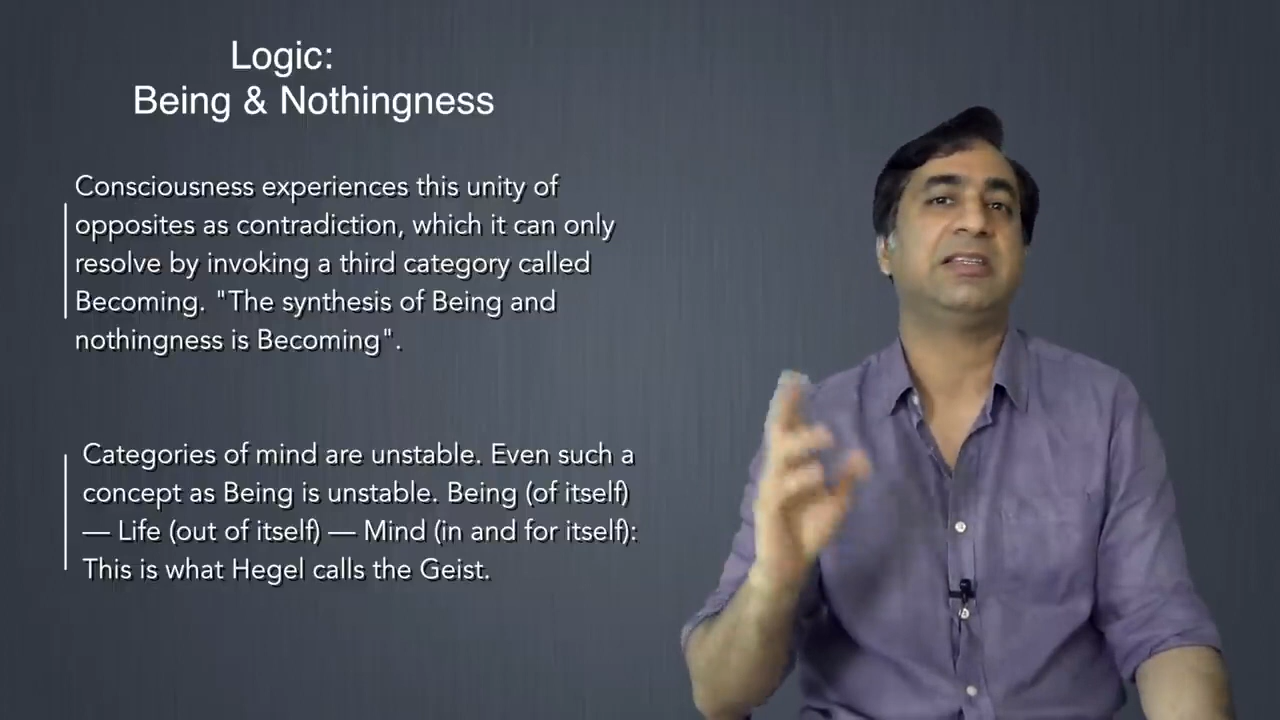 Logic:
Being & Nothingness
Consciousness experiences this unity of
opposites as contradiction, which it can only
resolve by invoking a third category called
Becoming. "The synthesis of Being and
nothingness is Becoming".
Categories of mind are unstable. Even such a
concept as Being is unstable. Being (of itself)
— Life (out of itself) — Mind (in and for itself):
This is what Hegel calls the Geist.